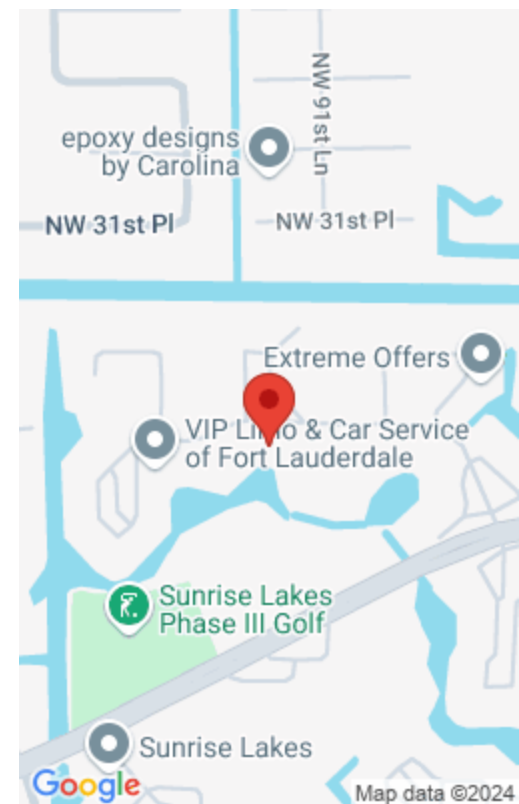 NW 91st Ln
epoxy designs
by Carolina
NW 31st Pl
NW 31st Pl
Extreme Offers
VIP Limo & Car Service
of Fort Lauderdale
Sunrise Lakes
Phase III Golf
Sunrise Lakes
Google
Map data ©2024